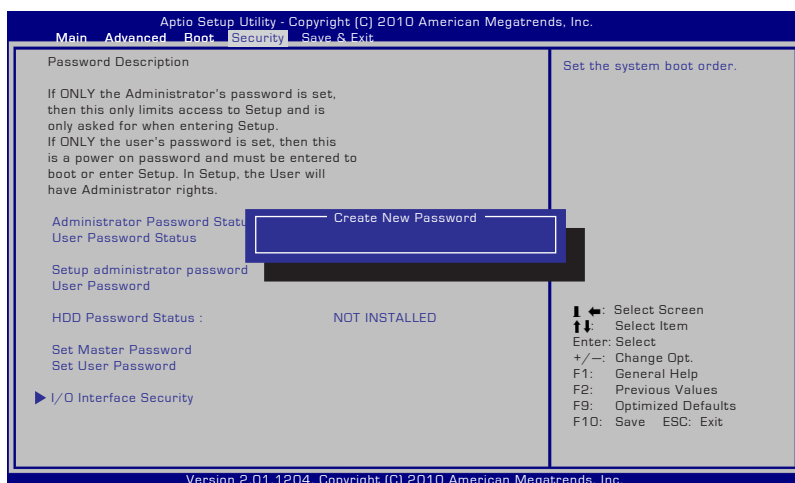 Aptio Setup Utility - Copyright (C) 2010 American Megatrends, Inc.
Main Advanced Boot Security Save & Exit
Password Description
If ONLY the Administrator's password is set,
then this only limits access to Setup and is
only asked for when entering Setup.
If ONLY the user's password is set, then this
is a power on password and must be entered to
boot or enter Setup. In Setup, the User will
have Administrator rights.
Administrator Password Statu
User Password Status
Create New Password
Setup administrator password
User Password
HDD Password Status : NOT INSTALLED
Set Master Password
Set User Password
I/O Interface Security
Set the system boot order.
: Select Screen
↑↓: Select Item
Enter: Select
+/—: Change Opt.
F1: General Help
F2: Previous Values
F9: Optimized Defaults
F10: Save ESC: Exit
Version 2.01.1204. Copyright (C) 2010 American Megatrends, Inc.